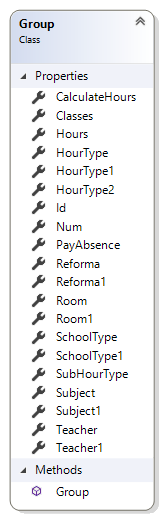 Group
Class
Properties
CalculateHours
Classes
Hours
HourType
HourType1
HourType2
Id
Num
PayAbsence
Reforma
Reforma1
Room
Room1
SchoolType
SchoolType1
SubHourType
Subject
Subject1
Teacher
Teacher1
Methods
Group